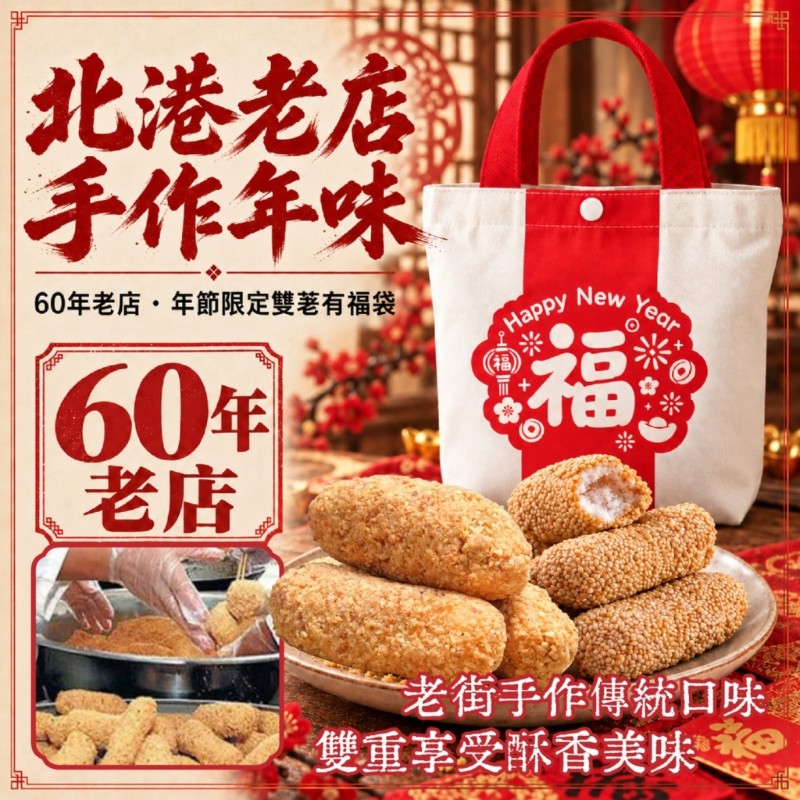 北港老店
手作年味
60年老店・年節限定雙荖有福袋
60年
老店
Happy New Year
福
福
老街手作傳統口味
雙重享受酥香美味
福